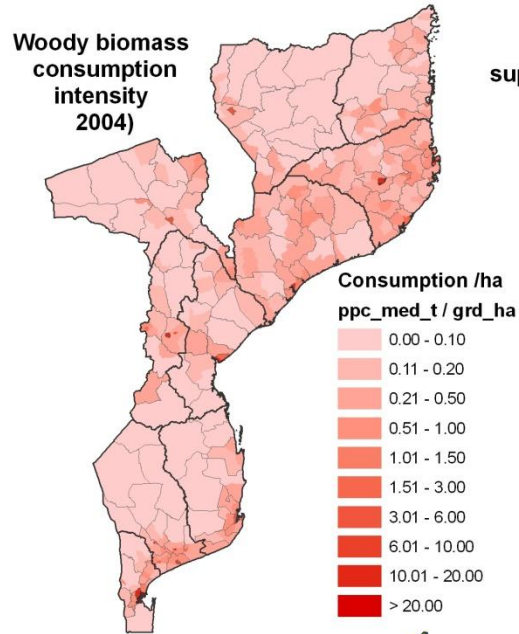 Woody biomass
consumption
intensity
2004)
sup
Consumption /ha
ppc_med_t / grd_ha
0.00 - 0.10
0.11 - 0.20
0.21 - 0.50
0.51 - 1.00
1.01 - 1.50
1.51 - 3.00
3.01 - 6.00
6.01 - 10.00
10.01 - 20.00
> 20.00